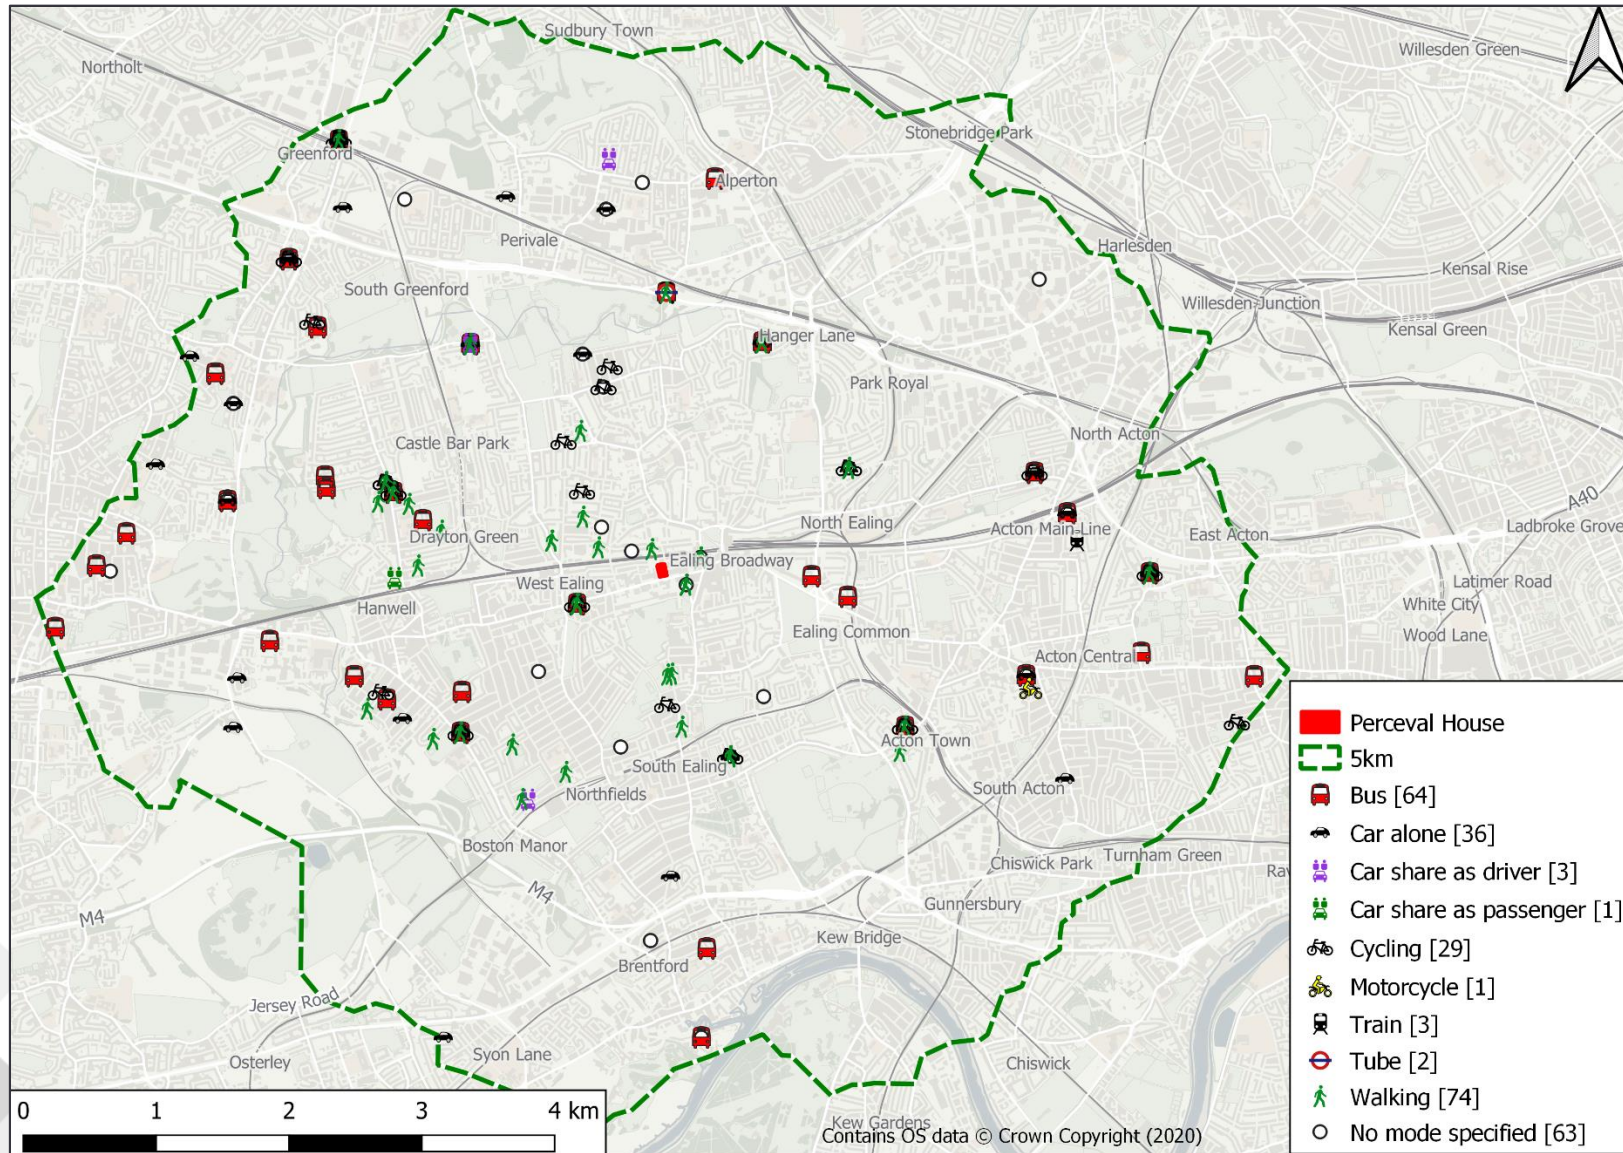 Sudbury Town
Willesden Green
Northolt
Stonebridge Park
Greenford
Alperton
Perivale
Harlesden
Kensal Rise
South Greenford
Willesden Junction
Kensal Green
Hanger Lane
Park Royal
Castle Bar Park
North Acton
A40
North Ealing
Acton Main-Line
East Acton
Ladbroke Grove
Drayton Green
Ealing Broadway
West Ealing
Latimer Road
Hanwell
White City
Ealing Common
Wood Lane
Acton Central
Acton Town
South Ealing
South Acton
Northfields
Boston Manor
Chiswick Park
Turnham Green
Rav
M4
M4
Gunnersbury
Kew Bridge
Brentford
Jersey Road
Osterley
Syon Lane
Chiswick
Kew Gardens
Contains OS data © Crown Copyright (2020)
0 1 2 3 4 km
Perceval House
5km
Bus [64]
Car alone [36]
Car share as driver [3]
Car share as passenger [1]
Cycling [29]
Motorcycle [1]
Train [3]
Tube [2]
Walking [74]
No mode specified [63]